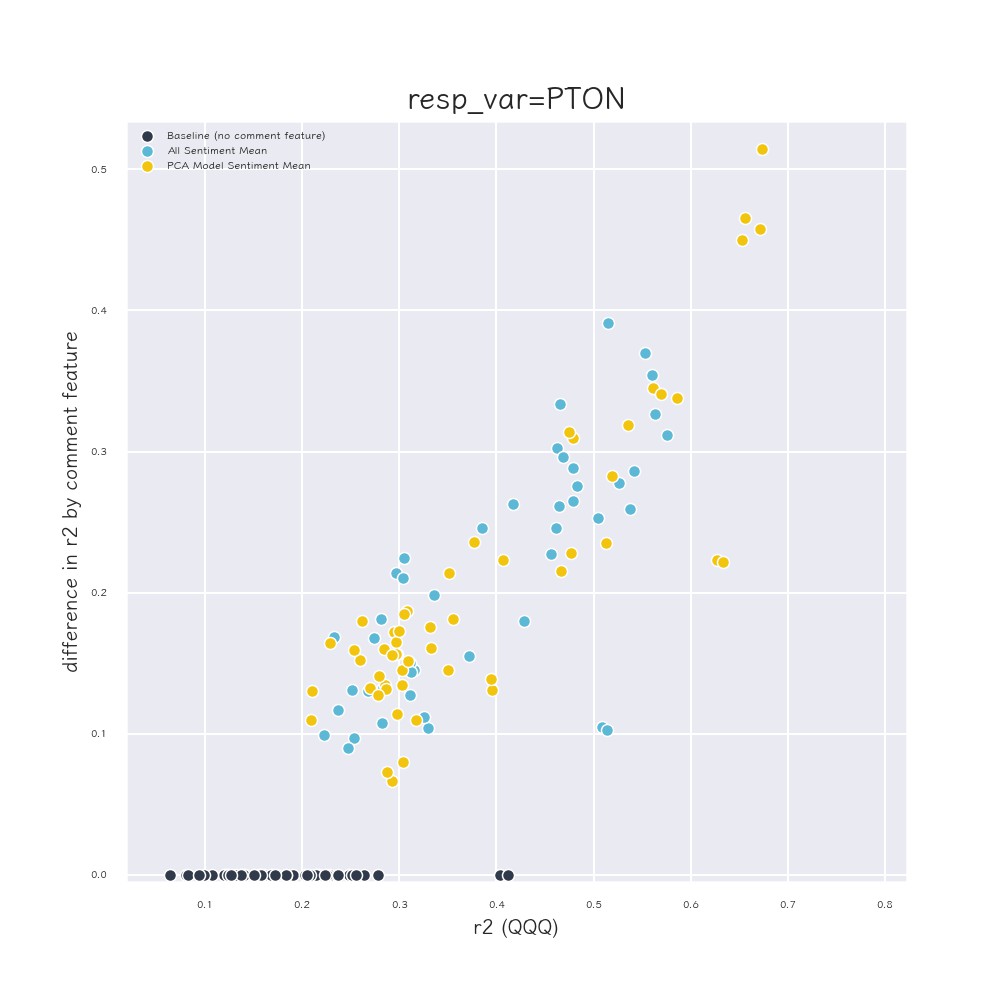 resp_var=PTON
Baseline (no comment feature)
All Sentiment Mean
PCA Model Sentiment Mean
difference in r2 by comment feature
0.5
0.4
0.3
0.2
0.1
0.0
0.1 0.2 0.3 0.4 0.5 0.6 0.7 0.8
r2 (QQQ)